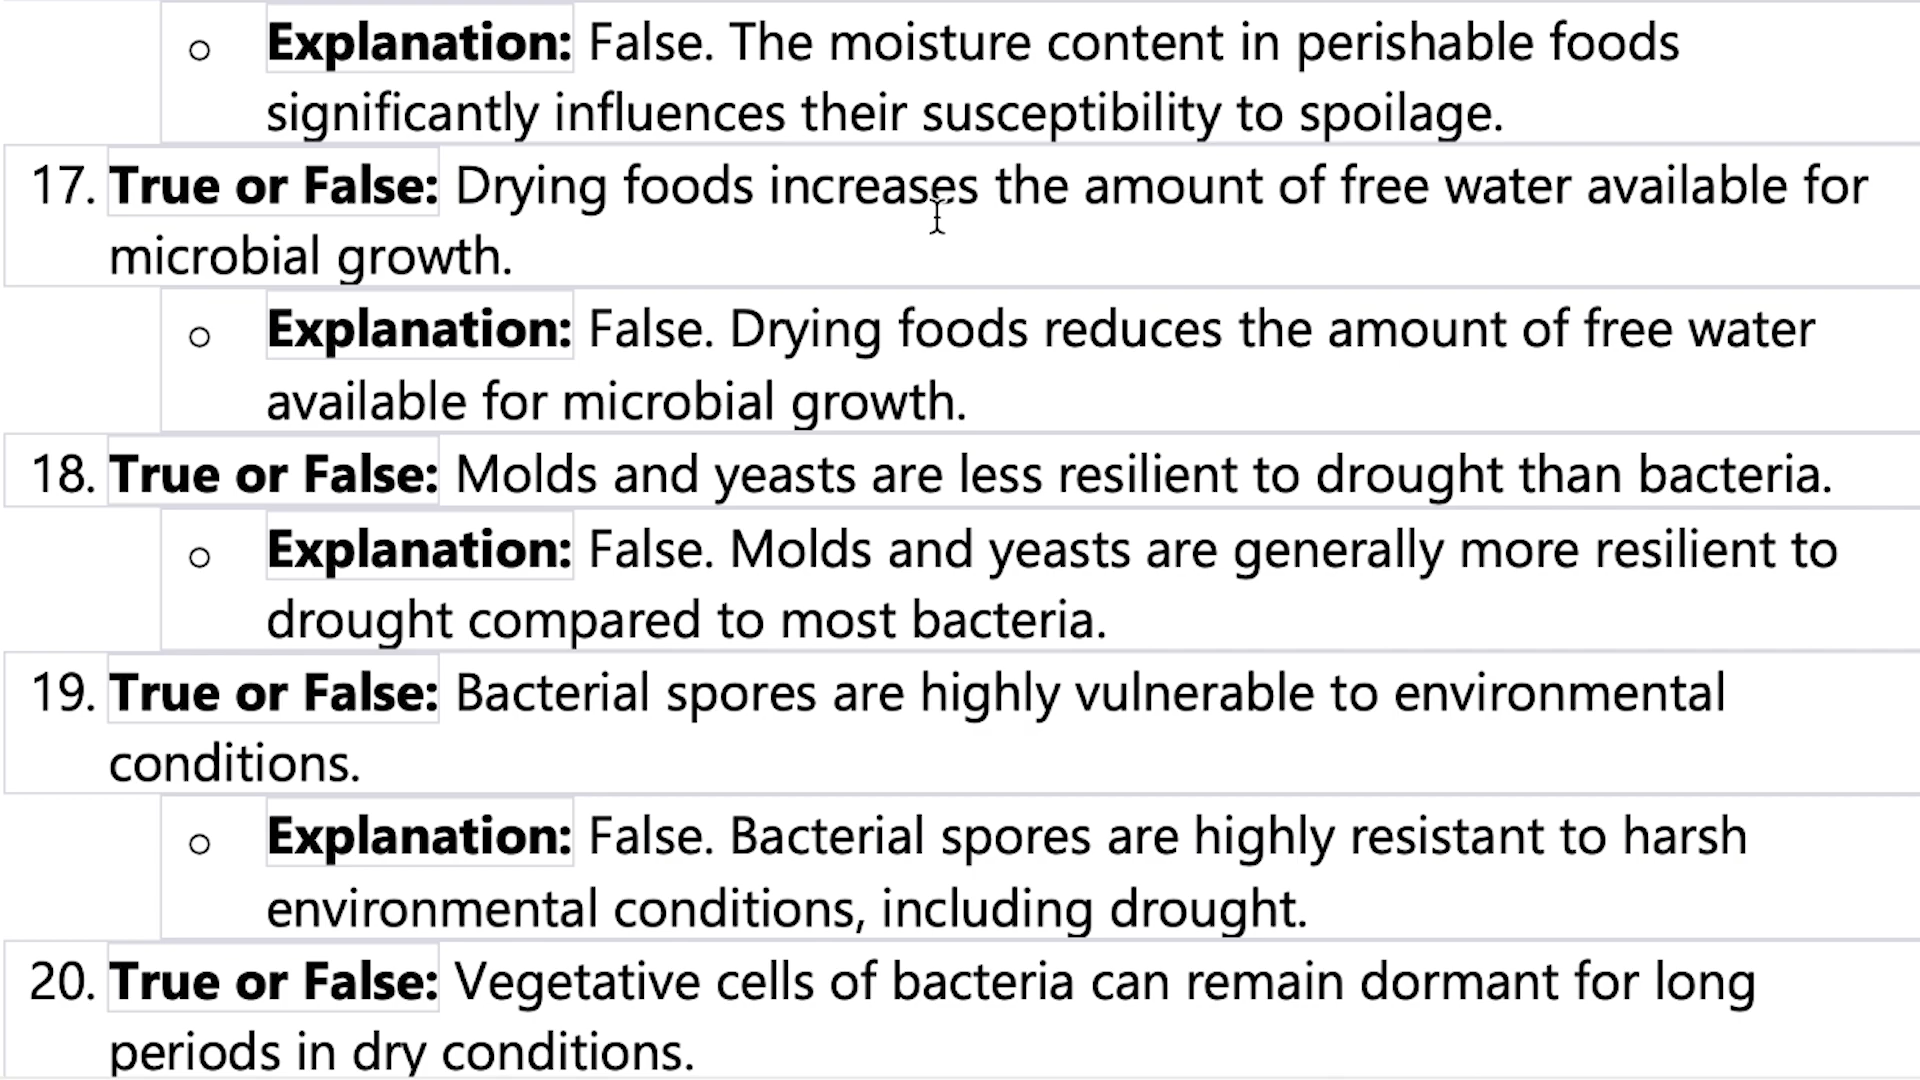 ○ Explanation: False. The moisture content in perishable foods
significantly influences their susceptibility to spoilage.
17. True or False: Drying foods increases the amount of free water available for
microbial growth.
○ Explanation: False. Drying foods reduces the amount of free water
available for microbial growth.
18. True or False: Molds and yeasts are less resilient to drought than bacteria.
○ Explanation: False. Molds and yeasts are generally more resilient to
drought compared to most bacteria.
19. True or False: Bacterial spores are highly vulnerable to environmental
conditions.
○ Explanation: False. Bacterial spores are highly resistant to harsh
environmental conditions, including drought.
20. True or False: Vegetative cells of bacteria can remain dormant for long
periods in dry conditions.